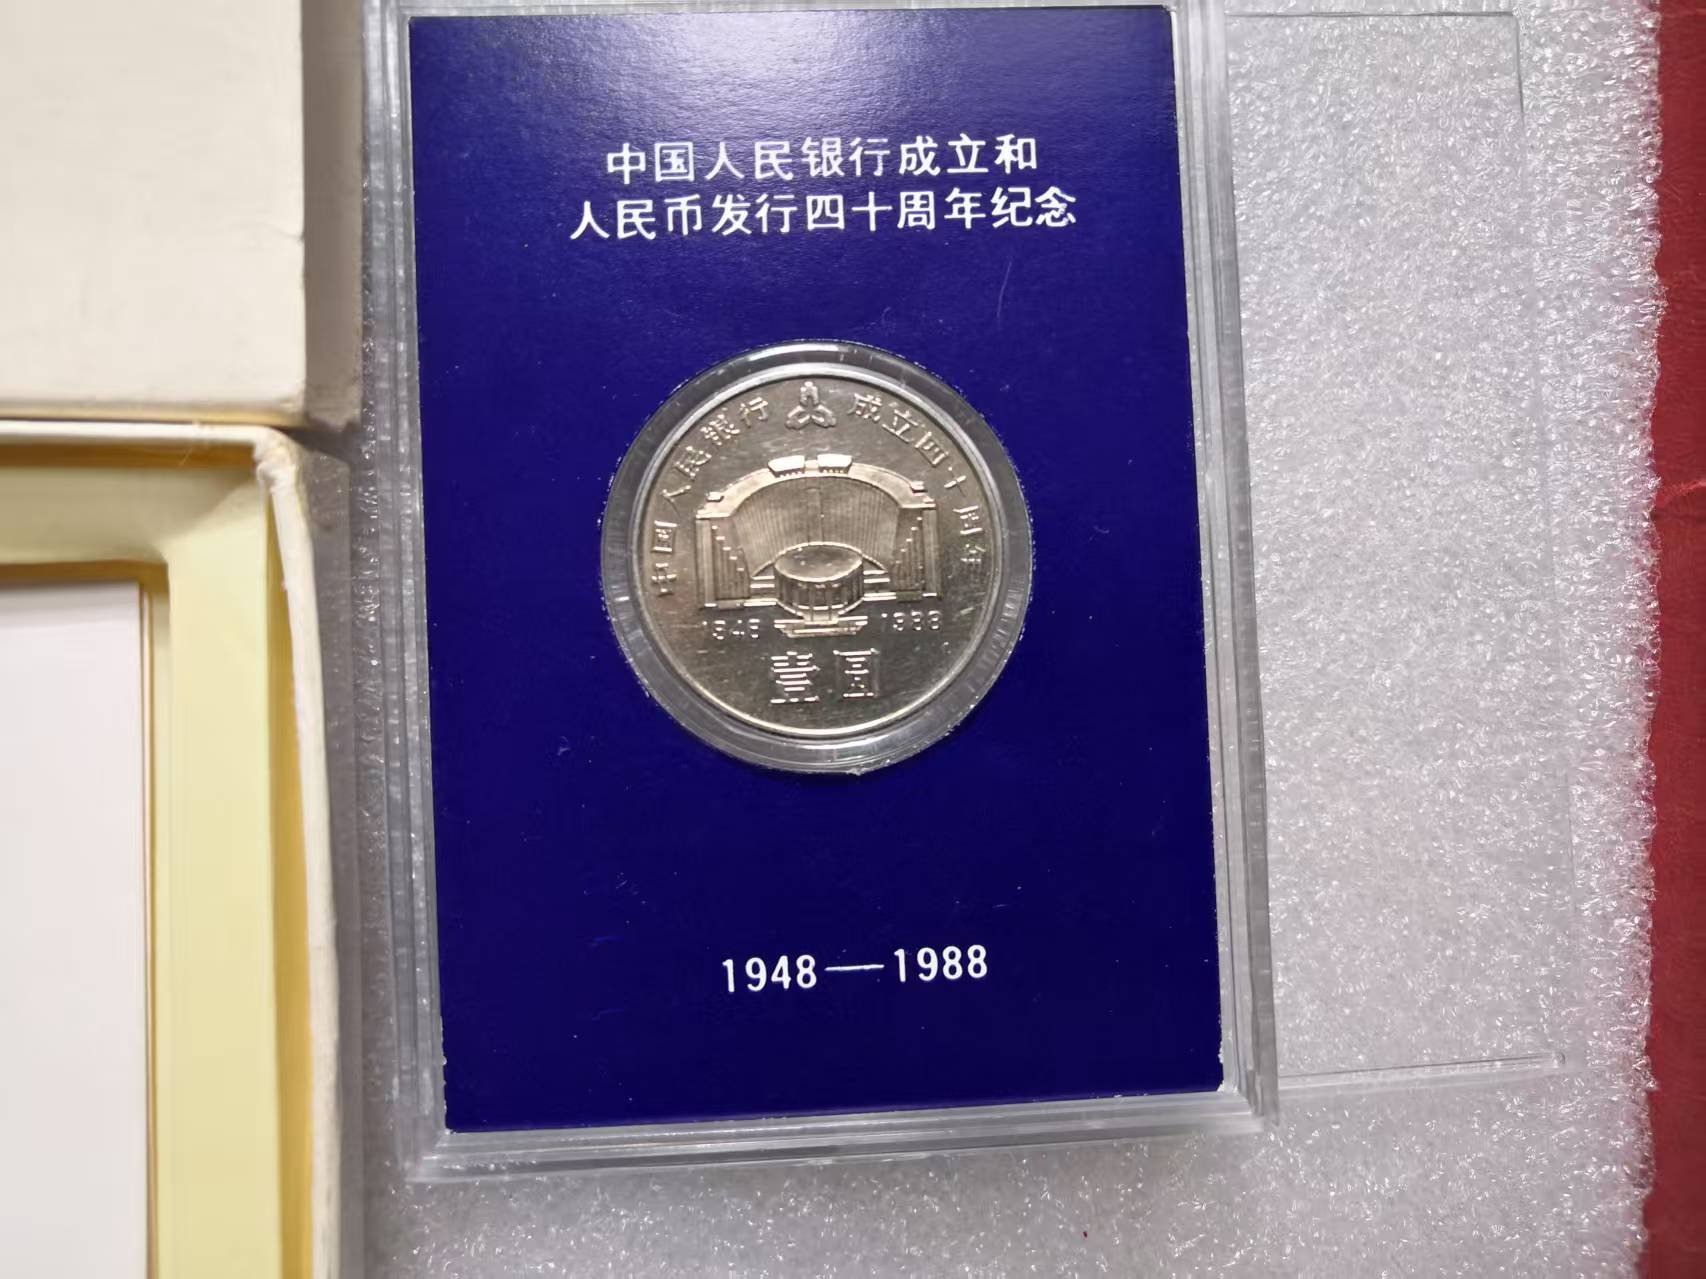 中国人民银行成立和
人民币发行四十周年纪念
中国人民银行 成立四十周年
1948 1988
壹圆
1948——1988